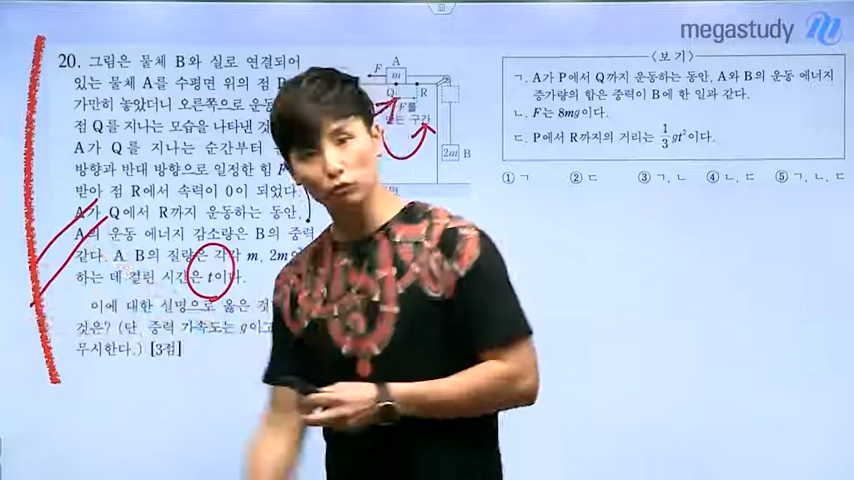 megastudy
20. 그림은 물체 B와 실로 연결되어
있는 물체 A를 수평면 위의 점
가만히 놓았더니 오른쪽으로 운동
점 Q를 지나는 모습을 나타낸
A가 Q를 지나는 순간부터
방향과 반대 방향으로 일정한 힘
받아 점 R에서 속력이 0이 되었다.
A가 Q에서 R까지 운동하는 동안,
A의 운동 에너지 감소량은 B의 중력
같다. A, B의 질량은 각각 m, 2m
하는 데 걸린 시간은 t이다.
이에 대한 설명으로 옳은
것은? (단, 중력 가속도는 g이고
무시한다.) [3점]
F
A
m
Q
R
F를
받는 구간
2m
B
<보기>
ㄱ. A가 P에서 Q까지 운동하는 동안, A와 B의 운동 에너지
증가량의 합은 중력이 B에 한 일과 같다.
ㄴ. F는 8mg이다.
ㄷ. P에서 R까지의 거리는 1/3 gt²이다.
① ㄱ ② ㄷ ③ ㄱ, ㄴ ④ ㄴ, ㄷ ⑤ ㄱ, ㄴ, ㄷ